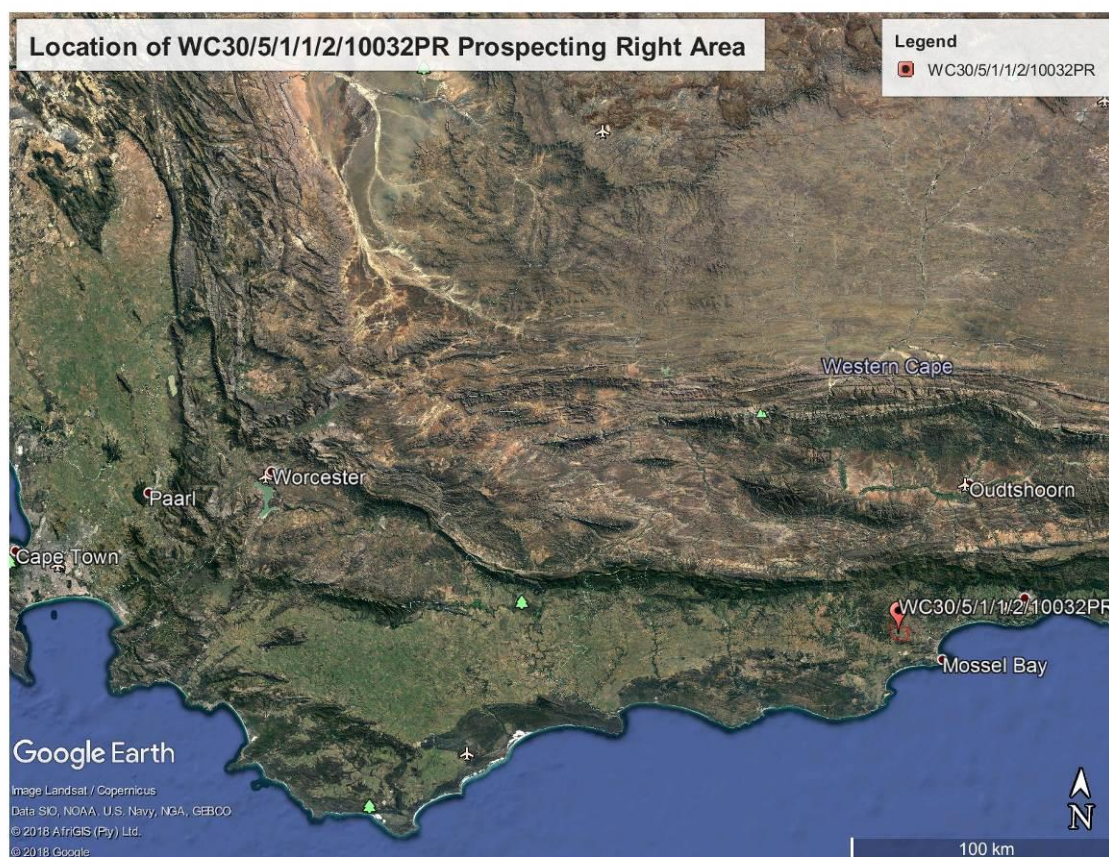 Location of WC30/5/1/1/2/10032PR Prospecting Right Area
Legend
WC30/5/1/1/2/10032PR
Western Cape
Worcester
Paarl
Oudtshoorn
Cape Town
WC30/5/1/1/2/10032PR
Mossel Bay
Google Earth
Image Landsat / Copernicus
Data SIO, NOAA, U.S. Navy, NGA, GEBCO
© 2018 AfriGIS (Pty) Ltd.
© 2018 Google
N
100 km